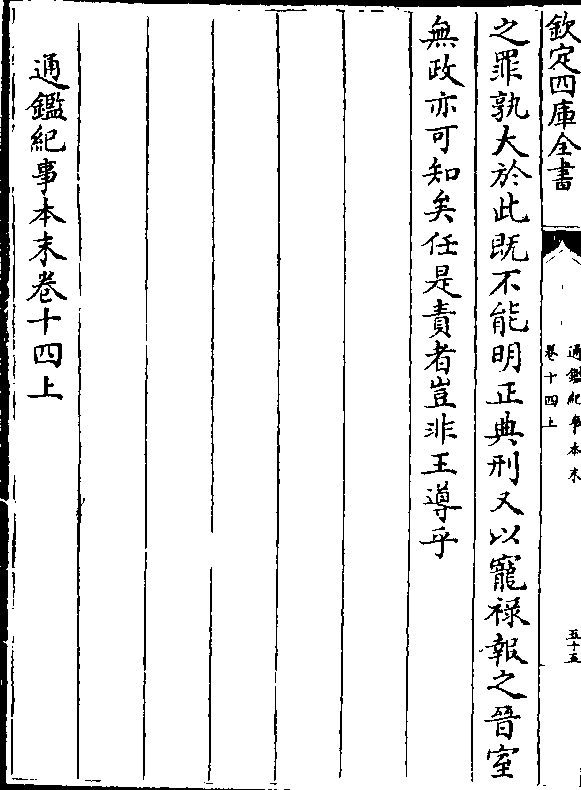 欽定四庫全書
通鑑紀事本末
卷十四上
五十五
之罪孰大於此既不能明正典刑又以寵禄報之晉室
無政亦可知矣任是責者豈非王導乎
通鑑紀事本末卷十四上